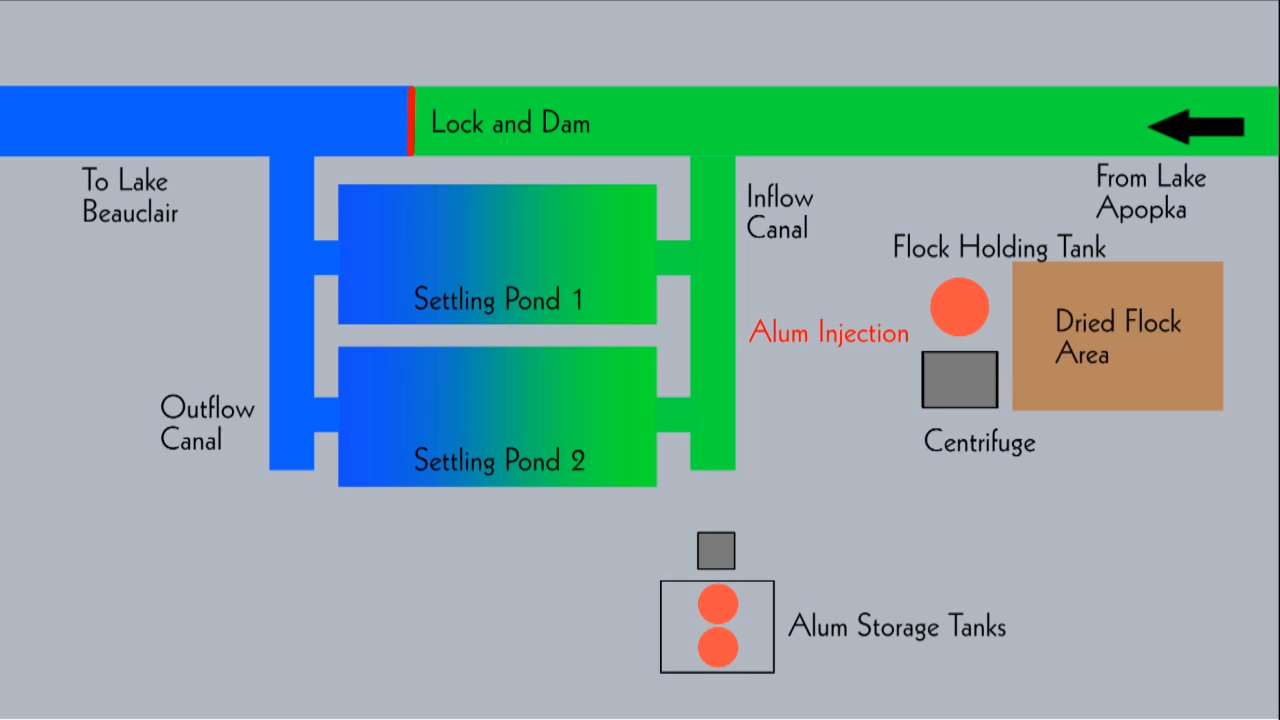 Lock and Dam
To Lake
Beauclair
From Lake
Apopka
Inflow
Canal
Flock Holding Tank
Settling Pond 1
Alum Injection
Dried Flock
Area
Outflow
Canal
Centrifuge
Settling Pond 2
Alum Storage Tanks